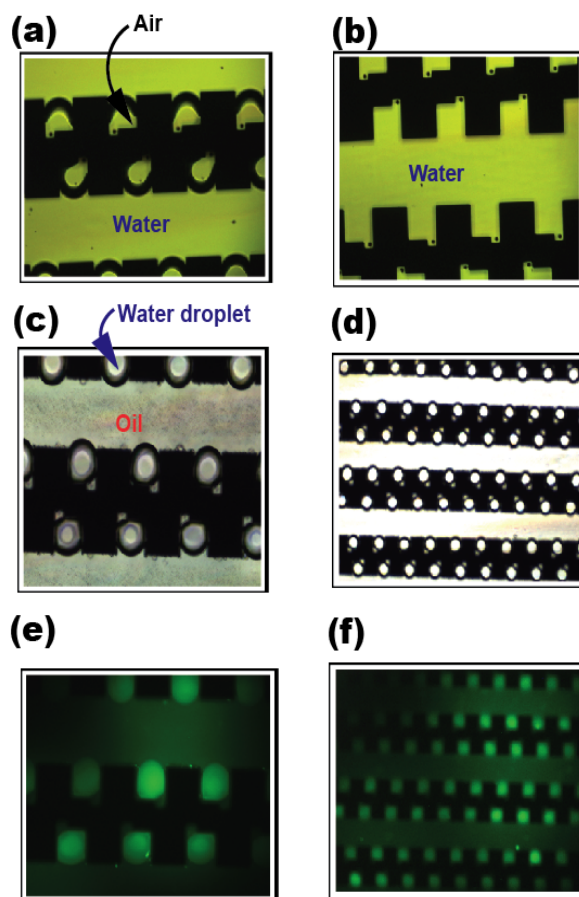 (a)
Air
Water
(b)
Water
(c)
Water droplet
Oil
(d)
(e)
(f)